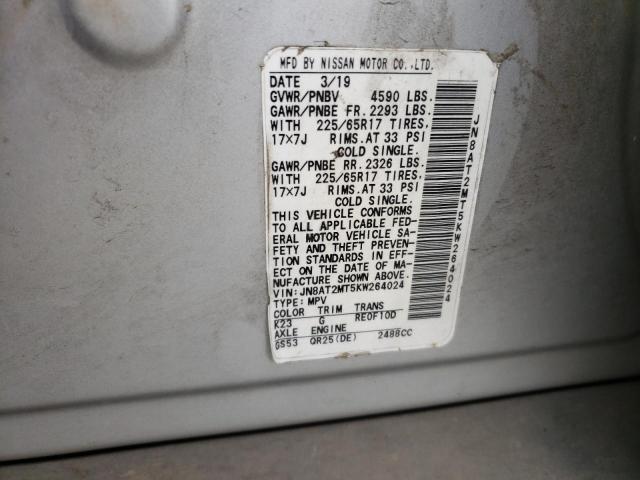 MFD BY NISSAN MOTOR CO.,LTD.
DATE 3/19
GVWR/PNBV 4590 LBS.
GAWR/PNBE FR. 2293 LBS.
WITH 225/65R17 TIRES,
17×7J RIMS.AT 33 PSI
COLD SINGLE.
GAWR/PNBE RR. 2326 LBS.
WITH 225/65R17 TIRES,
17×7J RIMS.AT 33 PSI
COLD SINGLE.
THIS VEHICLE CONFORMS
TO ALL APPLICABLE FED-
ERAL MOTOR VEHICLE SA-
FETY AND THEFT PREVEN-
TION STANDARDS IN EFF-
ECT ON THE DATE OF MA-
NUFACTURE SHOWN ABOVE.
VIN:JN8AT2MT5KW264024
TYPE:MPV
COLOR TRIM TRANS
K23 G RE0F10D
AXLE ENGINE
GS53 QR25(DE) 2488CC
JN8AT2MT5KW264024